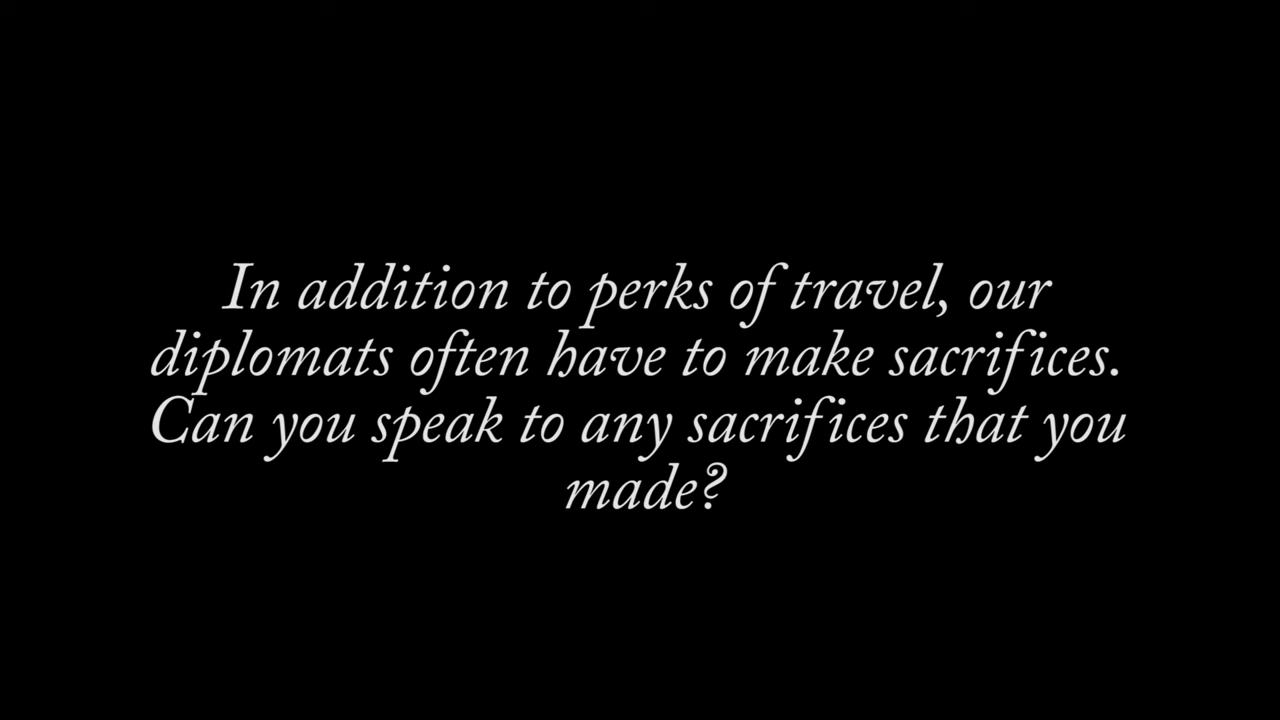 In addition to perks of travel, our
diplomats often have to make sacrifices.
Can you speak to any sacrifices that you
made?